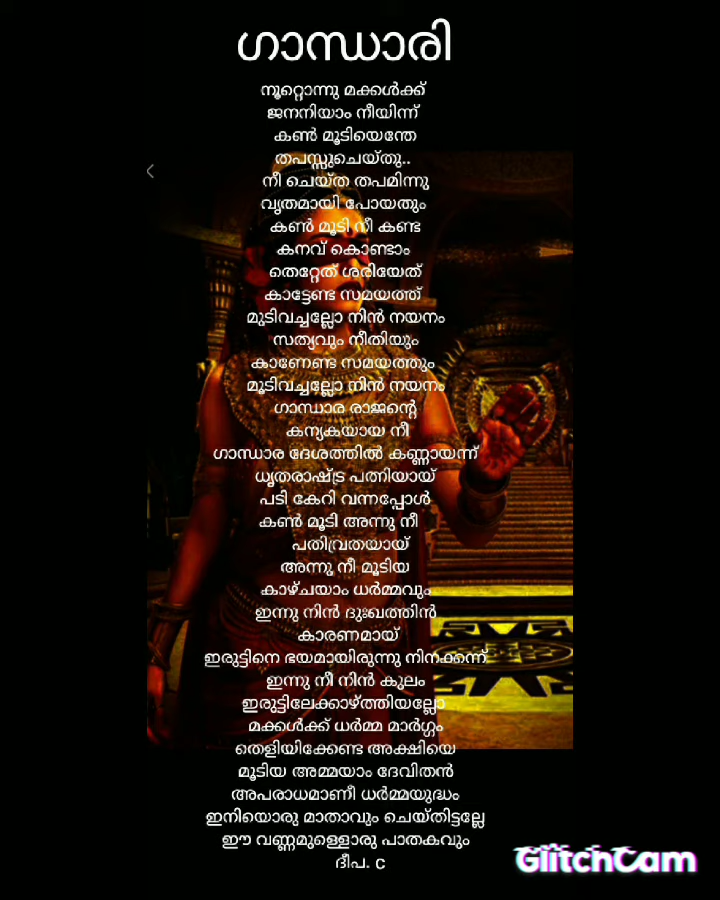 ഗാന്ധാരി
നൂറ്റൊന്നു മക്കൾക്ക്
ജനനിയാം നീയിന്ന്
കൺ മൂടിയെന്തേ
തപസ്സുചെയ്തു..
നീ ചെയ്ത തപമിന്നു
വൃതമായി പോയതും
കൺ മൂടി നീ കണ്ട
കനവ് കൊണ്ടാം
തെറ്റേത് ശരിയേത്
കാട്ടേണ്ട സമയത്ത്
മുടിവച്ചല്ലോ നിൻ നയനം
സത്യവും നീതിയും
കാണേണ്ട സമയത്തും
മൂടിവച്ചല്ലോ നിൻ നയനം
ഗാന്ധാര രാജന്റെ
കന്യകയായ നീ
ഗാന്ധാര ദേശത്തിൽ കണ്ണായന്ന്
ധൃതരാഷ്ട്ര പത്നിയായ്
പടി കേറി വന്നപ്പോൾ
കൺ മൂടി അന്നു നീ
പതിവ്രതയായ്
അന്നു നീ മൂടിയ
കാഴ്ചയാം ധർമ്മവും
ഇന്നു നിൻ ദുഃഖത്തിൻ
കാരണമായ്
ഇരുട്ടിനെ ഭയമായിരുന്നു നിനക്കന്ന്
ഇന്നു നീ നിൻ കുലം
ഇരുട്ടിലേക്കാഴ്ത്തിയല്ലോ
മക്കൾക്ക് ധർമ്മ മാർഗ്ഗം
തെളിയിക്കേണ്ട അക്ഷിയെ
മൂടിയ അമ്മയാം ദേവിതൻ
അപരാധമാണീ ധർമ്മയുദ്ധം
ഇനിയൊരു മാതാവും ചെയ്തിട്ടല്ലേ
ഈ വണ്ണമുള്ളൊരു പാതകവും
ദീപ. C
GlitchCam